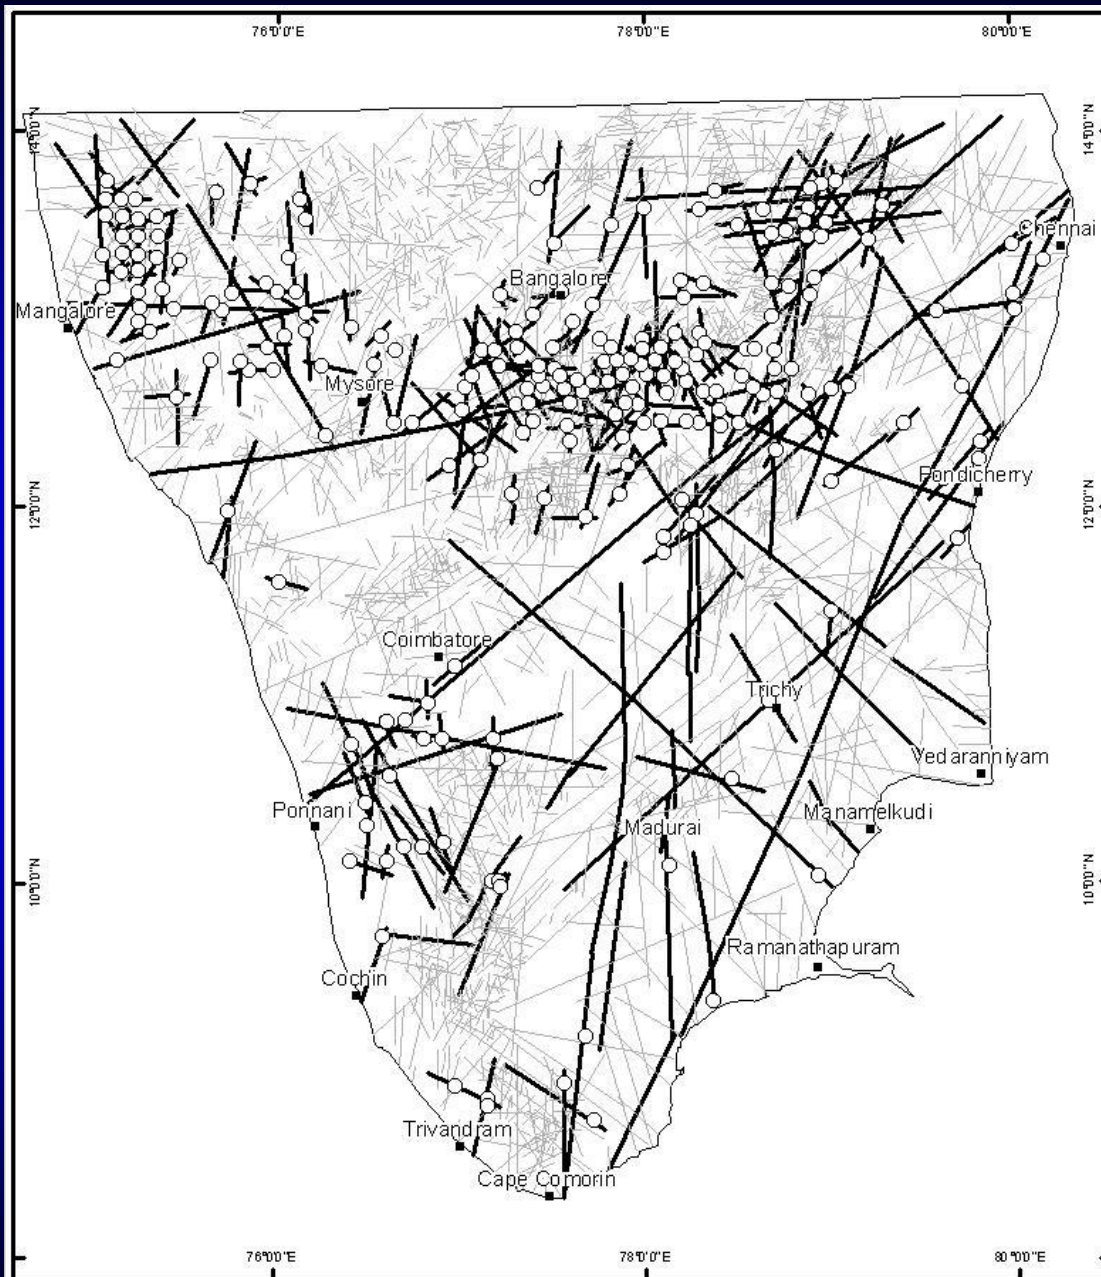 76°0'0"E
78°0'0"E
80°0'0"E
14°0'0"N
14°0'0"N
Chennai
Bangalore
Mangalore
Mysore
Pondicherry
12°0'0"N
12°0'0"N
Coimbatore
Trichy
Vedaranniyam
Ponnani
Madurai
Manamelkudi
10°0'0"N
10°0'0"N
Ramanathapuram
Cochin
Trivandram
Cape Comorin
76°0'0"E
78°0'0"E
80°0'0"E